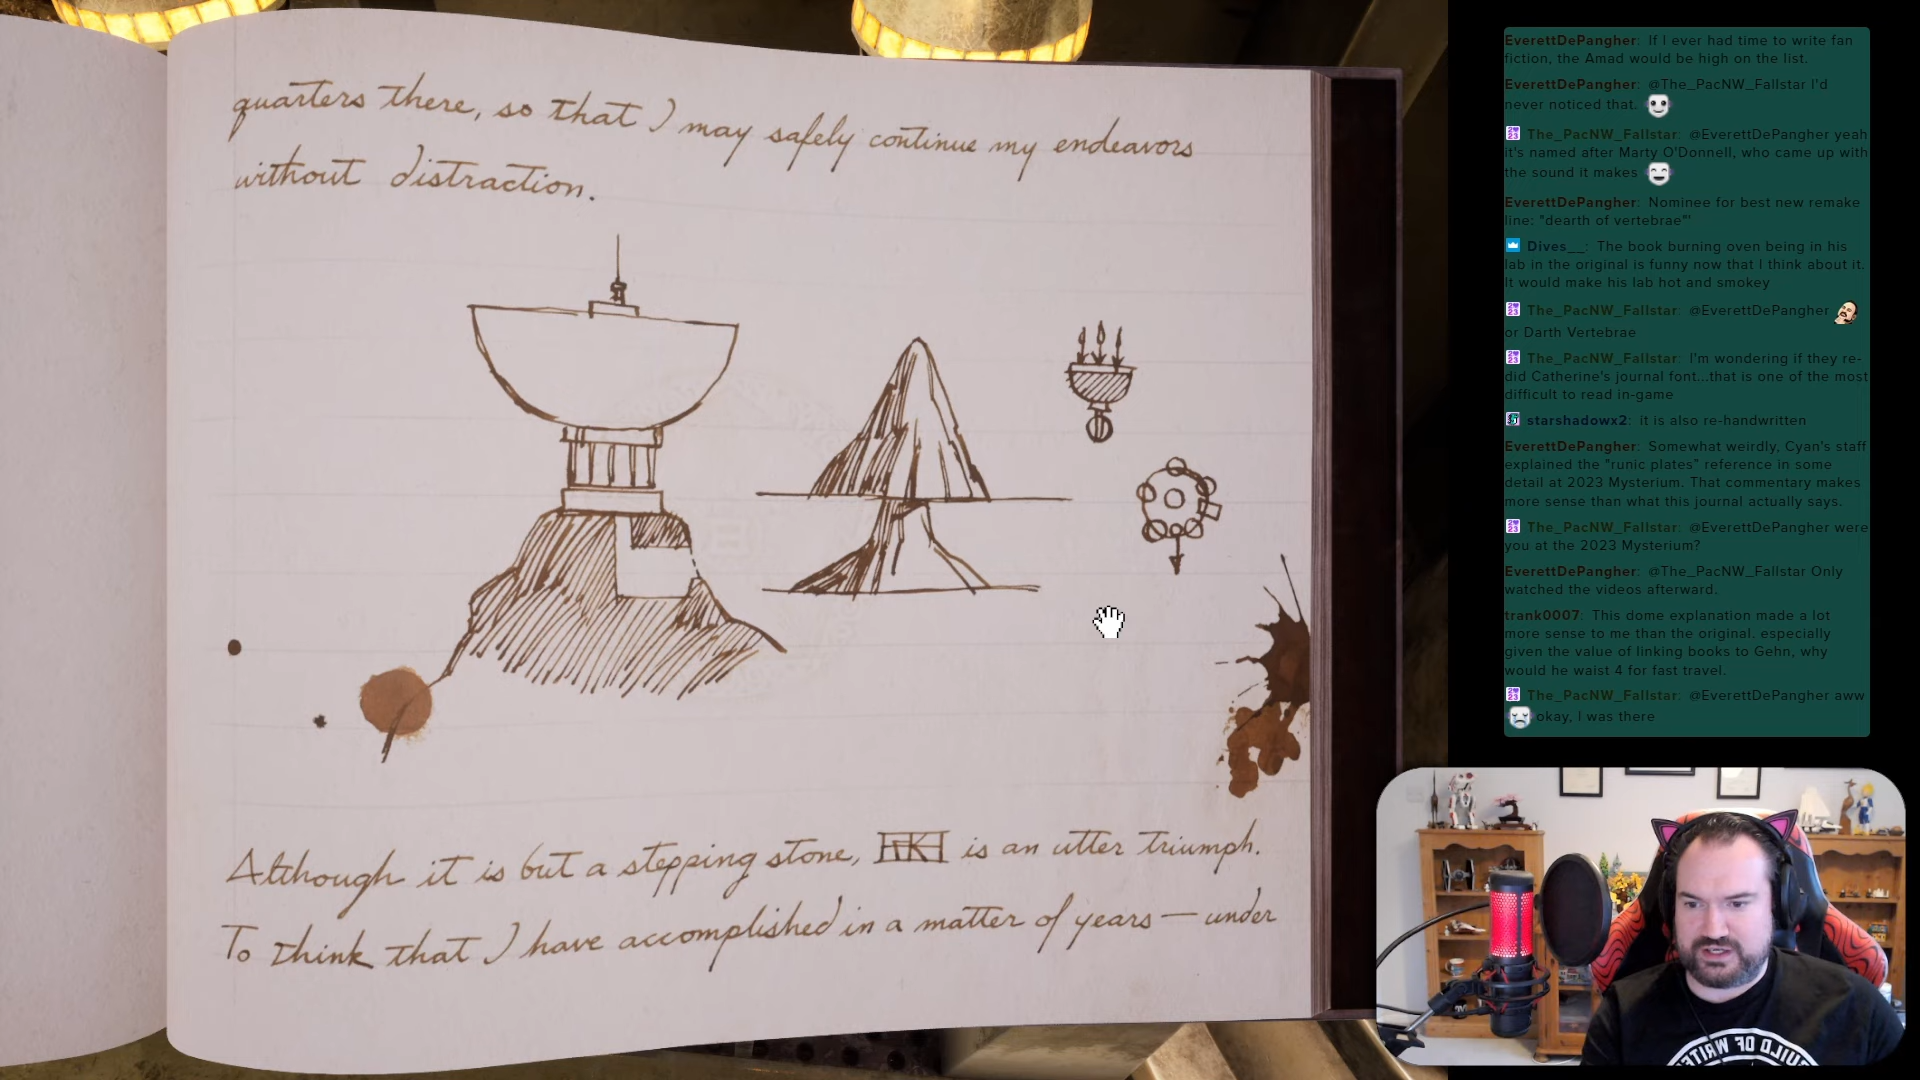 quarters there, so that I may safely continue my endeavors
without distraction.
Although it is but a stepping stone, is an utter triumph.
To think that I have accomplished in a matter of years — under
EverettDePangher: If I ever had time to write fan
fiction, the Amad would be high on the list.
EverettDePangher: @The_PacNW_Fallstar I'd
never noticed that.
The_PacNW_Fallstar: @EverettDePangher yeah
it's named after Marty O'Donnell, who came up with
the sound it makes
EverettDePangher: Nominee for best new remake
line: "dearth of vertebrae"'
Dives__: The book burning oven being in his
lab in the original is funny now that I think about it.
It would make his lab hot and smokey
The_PacNW_Fallstar: @EverettDePangher
or Darth Vertebrae
The_PacNW_Fallstar: I'm wondering if they re-
did Catherine's journal font...that is one of the most
difficult to read in-game
starshadowx2: it is also re-handwritten
EverettDePangher: Somewhat weirdly, Cyan's staff
explained the "runic plates" reference in some
detail at 2023 Mysterium. That commentary makes
more sense than what this journal actually says.
The_PacNW_Fallstar: @EverettDePangher were
you at the 2023 Mysterium?
EverettDePangher: @The_PacNW_Fallstar Only
watched the videos afterward.
trank0007: This dome explanation made a lot
more sense to me than the original. especially
given the value of linking books to Gehn, why
would he waist 4 for fast travel.
The_PacNW_Fallstar: @EverettDePangher aww
okay, I was there